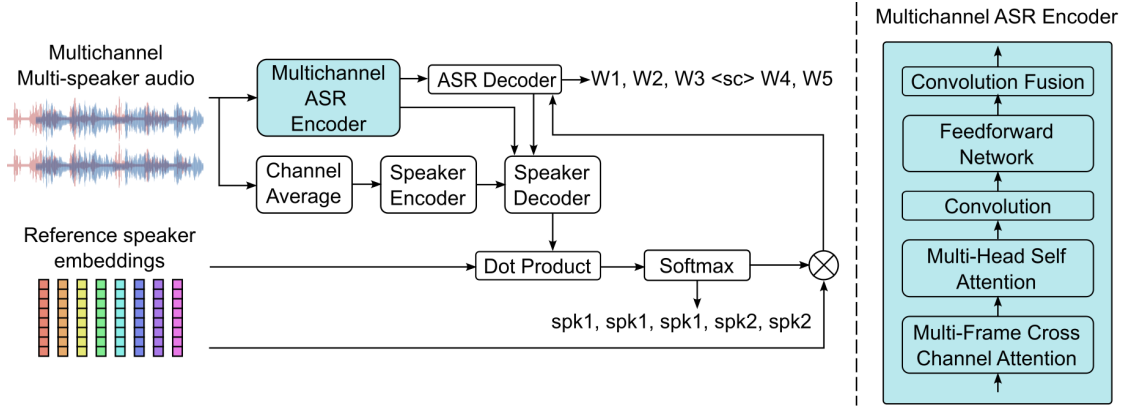 Multichannel
Multi-speaker audio
Multichannel
ASR
Encoder
ASR Decoder
W1, W2, W3 <sc> W4, W5
Channel
Average
Speaker
Encoder
Speaker
Decoder
Reference speaker
embeddings
Dot Product
Softmax
spk1, spk1, spk1, spk2, spk2
Multichannel ASR Encoder
Convolution Fusion
Feedforward
Network
Convolution
Multi-Head Self
Attention
Multi-Frame Cross
Channel Attention